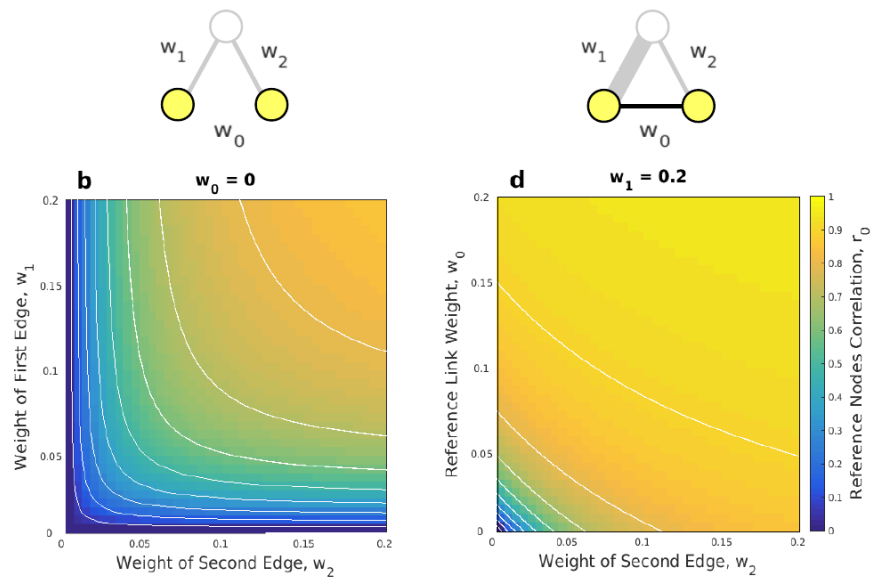 w1 w2
w0
w1 w2
w0
b w0 = 0
Weight of First Edge, w1
0.2
0.15
0.1
0.05
0
0 0.05 0.1 0.15 0.2
Weight of Second Edge, w2
d w1 = 0.2
Reference Link Weight, w0
0.2
0.15
0.1
0.05
0
0 0.05 0.1 0.15 0.2
Weight of Second Edge, w2
1
0.9
0.8
0.7
0.6
0.5
0.4
0.3
0.2
0.1
0
Reference Nodes Correlation, r0